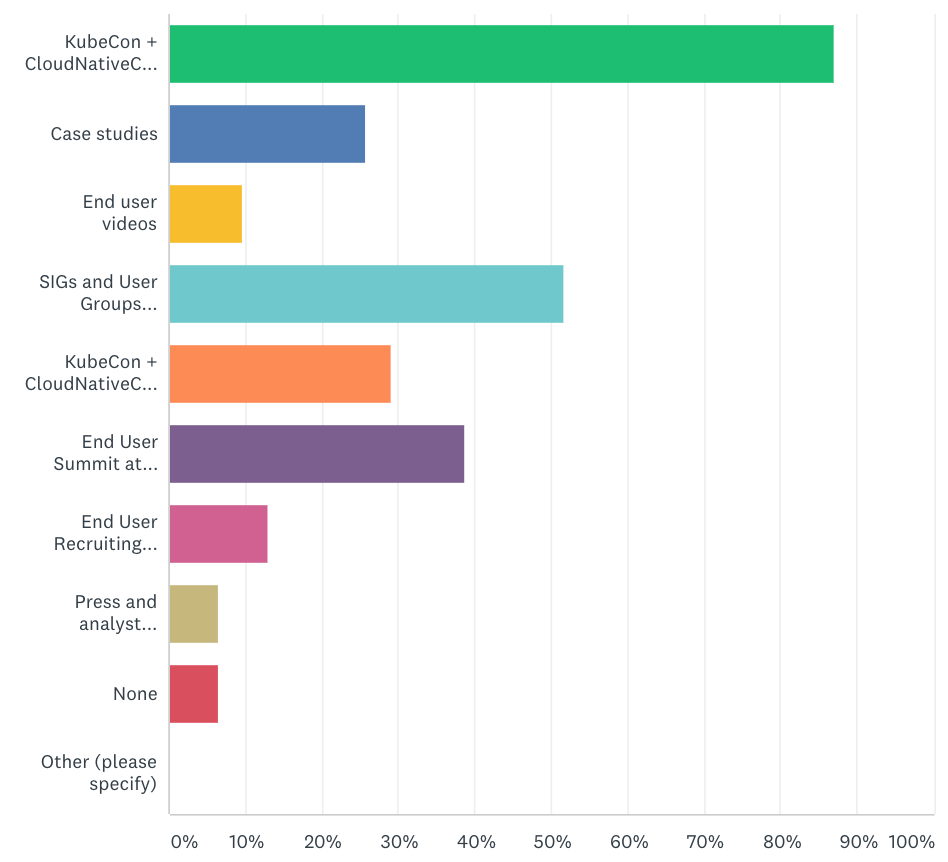 KubeCon +
CloudNativeC...
Case studies
End user
videos
SIGs and User
Groups...
KubeCon +
CloudNativeC...
End User
Summit at...
End User
Recruiting...
Press and
analyst...
None
Other (please
specify)
0% 10% 20% 30% 40% 50% 60% 70% 80% 90% 100%